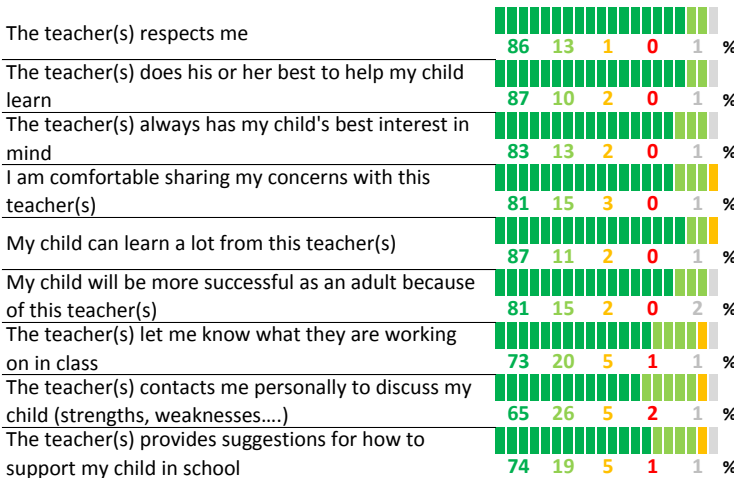 The teacher(s) respects me
86 13 1 0 1 %
The teacher(s) does his or her best to help my child
learn
87 10 2 0 1 %
The teacher(s) always has my child's best interest in
mind
83 13 2 0 1 %
I am comfortable sharing my concerns with this
teacher(s)
81 15 3 0 1 %
My child can learn a lot from this teacher(s)
87 11 2 0 1 %
My child will be more successful as an adult because
of this teacher(s)
81 15 2 0 2 %
The teacher(s) let me know what they are working
on in class
73 20 5 1 1 %
The teacher(s) contacts me personally to discuss my
child (strengths, weaknesses….)
65 26 5 2 1 %
The teacher(s) provides suggestions for how to
support my child in school
74 19 5 1 1 %